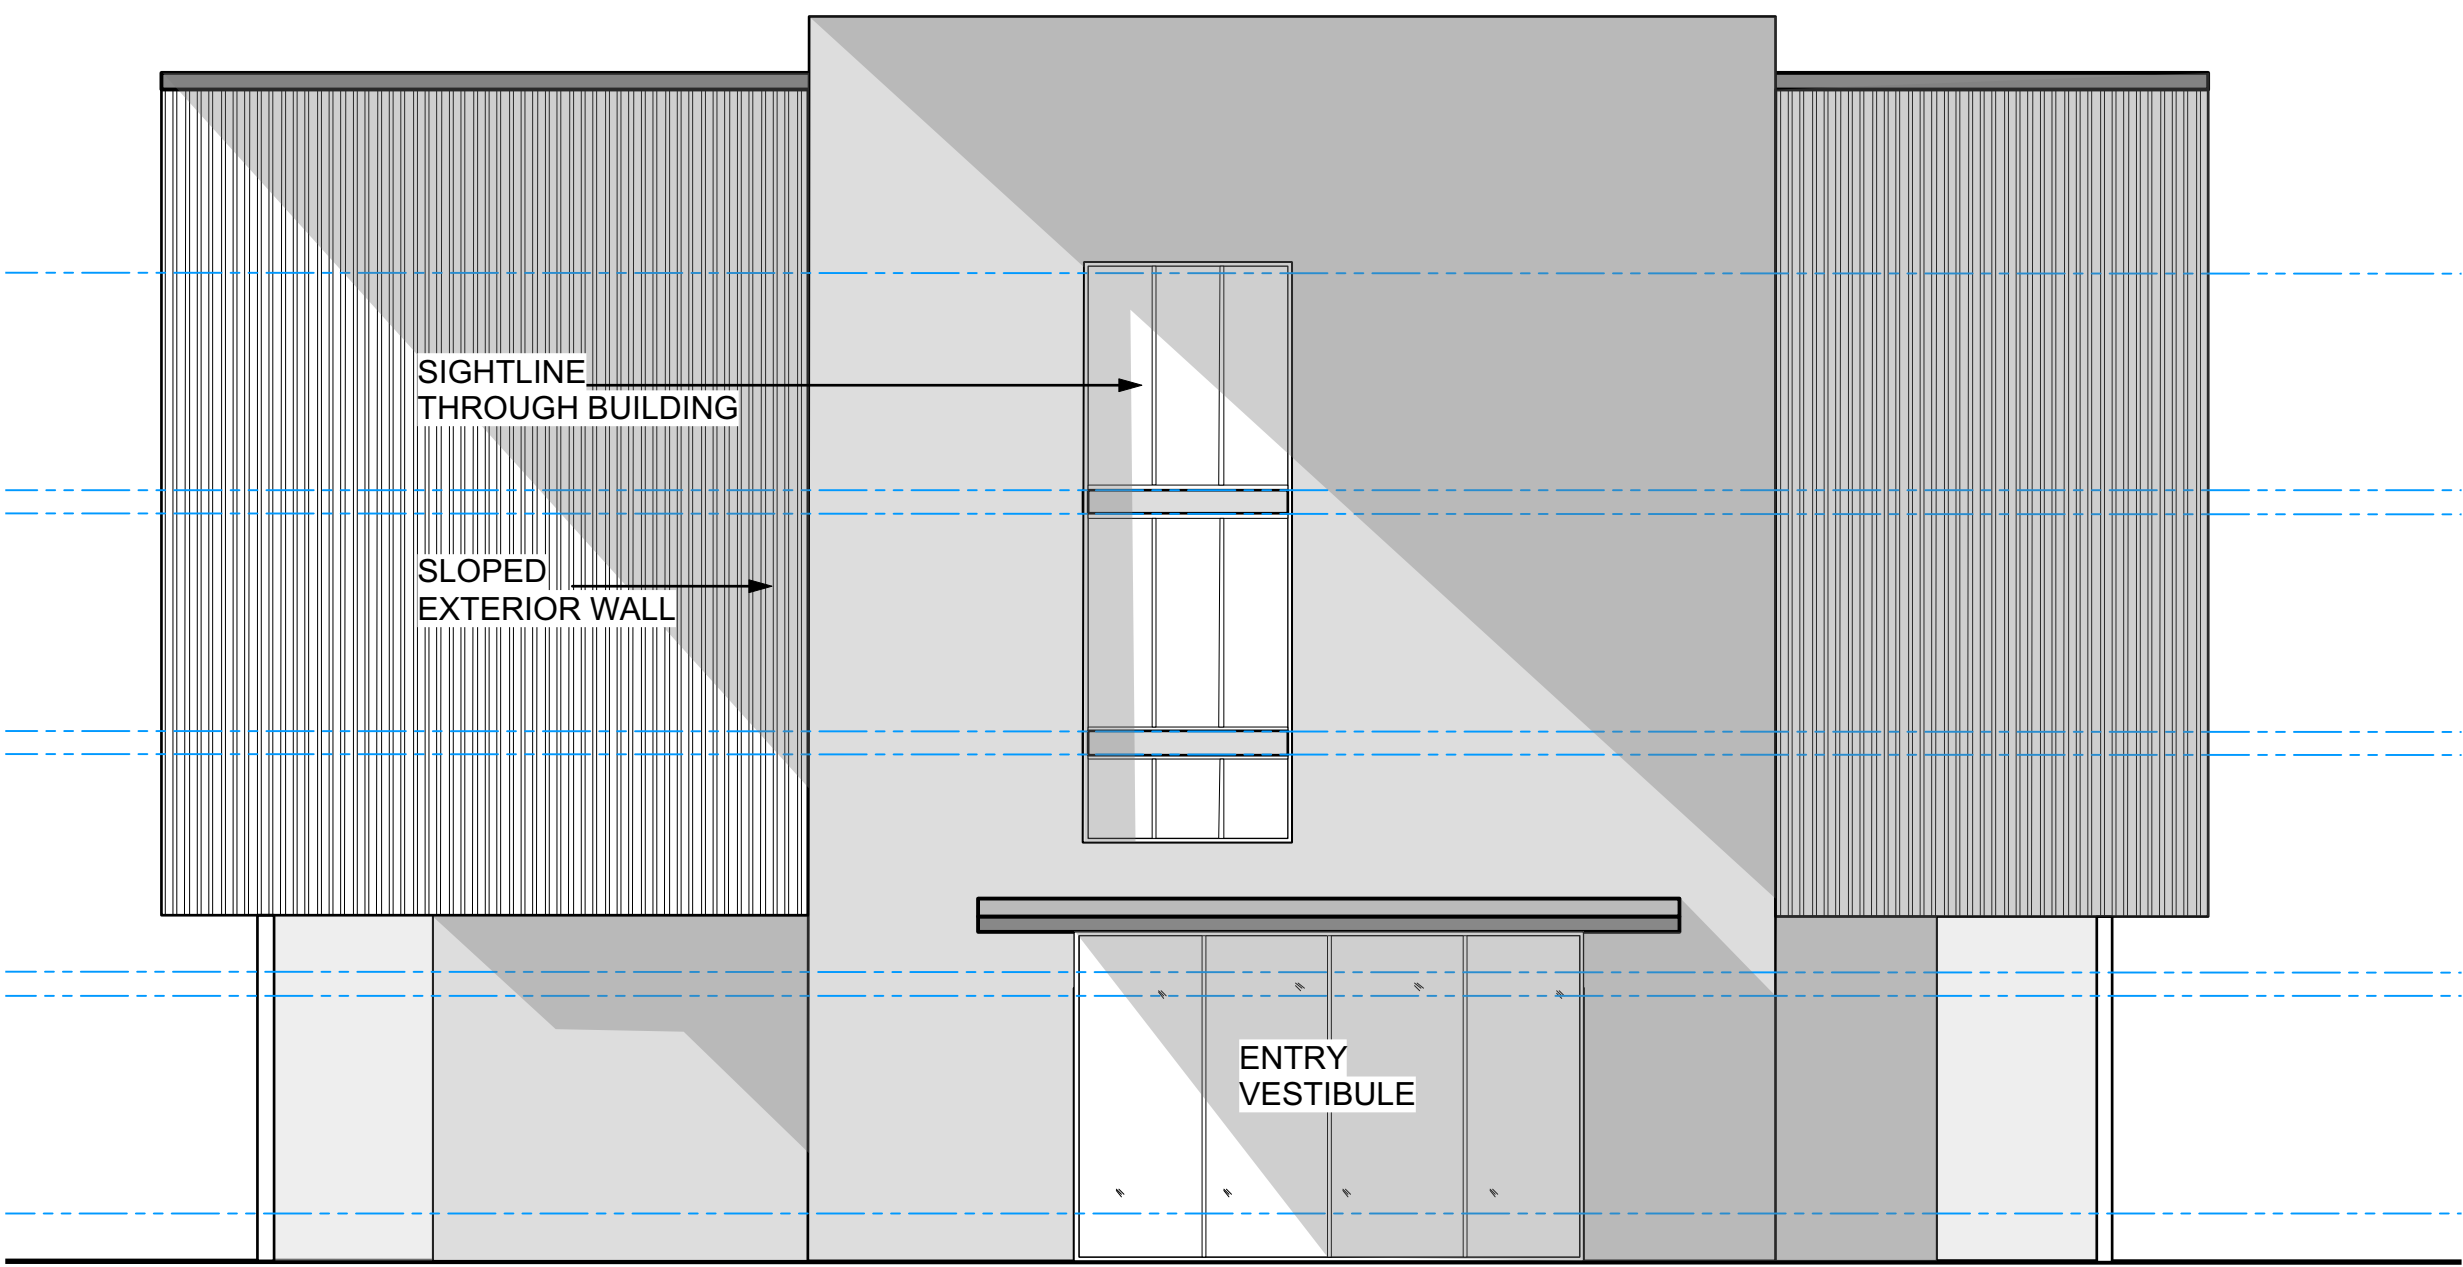 SIGHTLINE
THROUGH BUILDING
SLOPED
EXTERIOR WALL
ENTRY
VESTIBULE